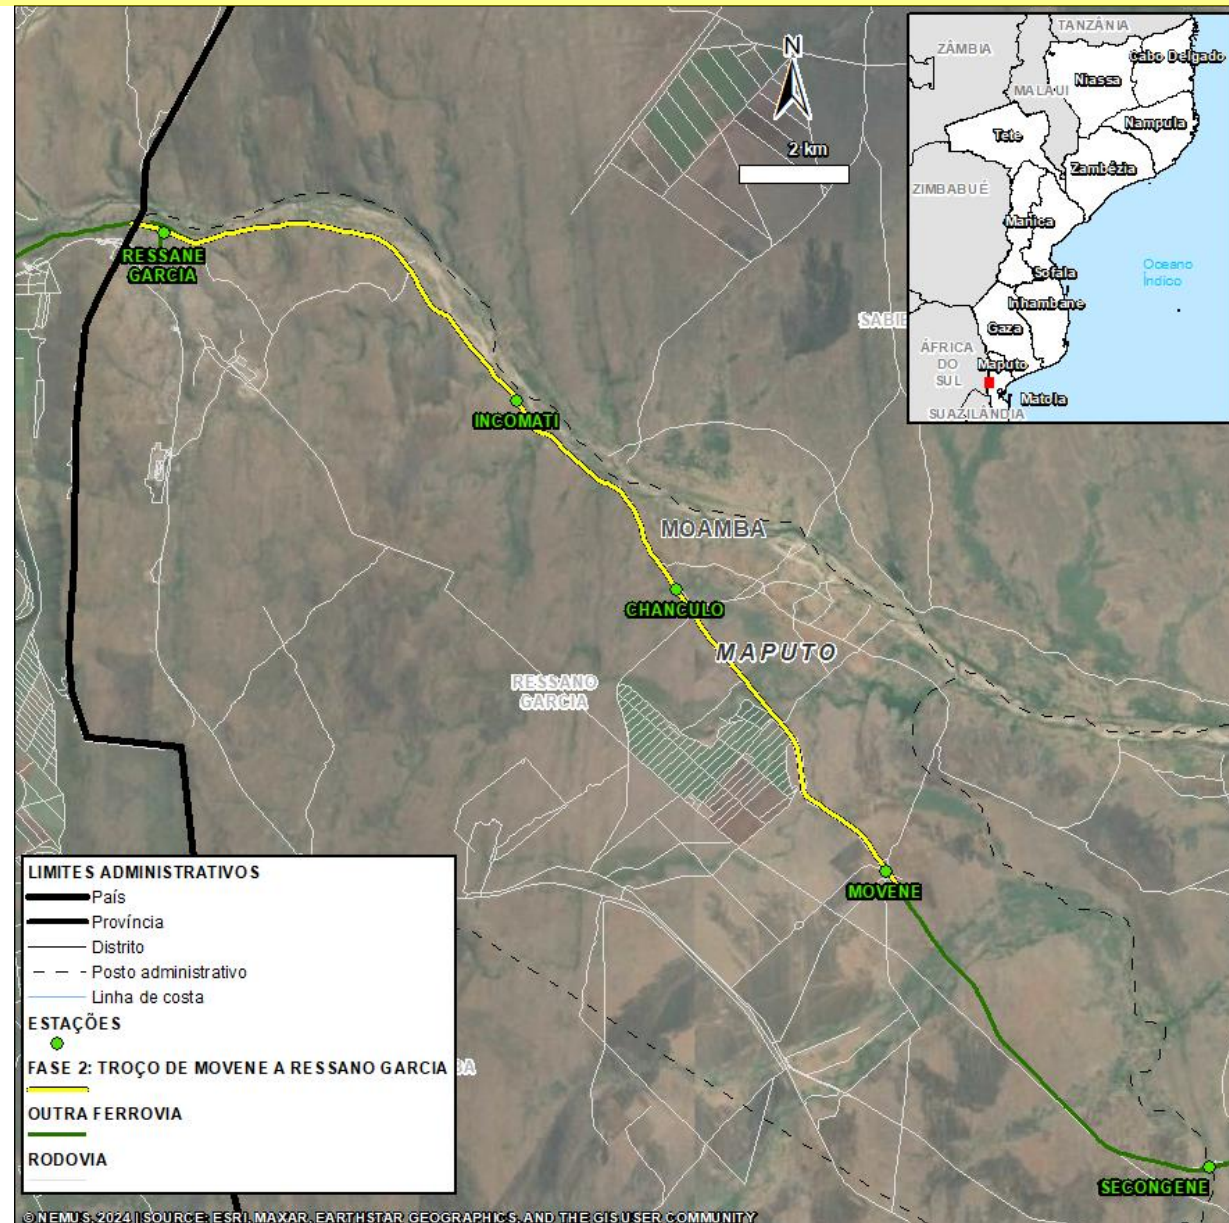 N
2 km
TANZÂNIA
ZÂMBIA
Cabo Delgado
Niassa
MALAUI
Nampula
Tete
Zambézia
ZIMBABUÉ
Manica
Sofala
Oceano
Índico
Inhambane
Gaza
ÁFRICA
DO
SUL
Maputo
Matola
SUAZILÂNDIA
RESSANE
GARCIA
SABIE
INCOMATI
MOAMBA
CHANCULO
MAPUTO
RESSANO
GARCIA
MOVENE
SECONGENE
LIMITES ADMINISTRATIVOS
País
Província
Distrito
Posto administrativo
Linha de costa
ESTAÇÕES
FASE 2: TROÇO DE MOVENE A RESSANO GARCIA
OUTRA FERROVIA
RODOVIA
© NEMUS, 2024 | SOURCE: ESRI, MAXAR, EARTHSTAR GEOGRAPHICS, AND THE GIS USER COMMUNITY